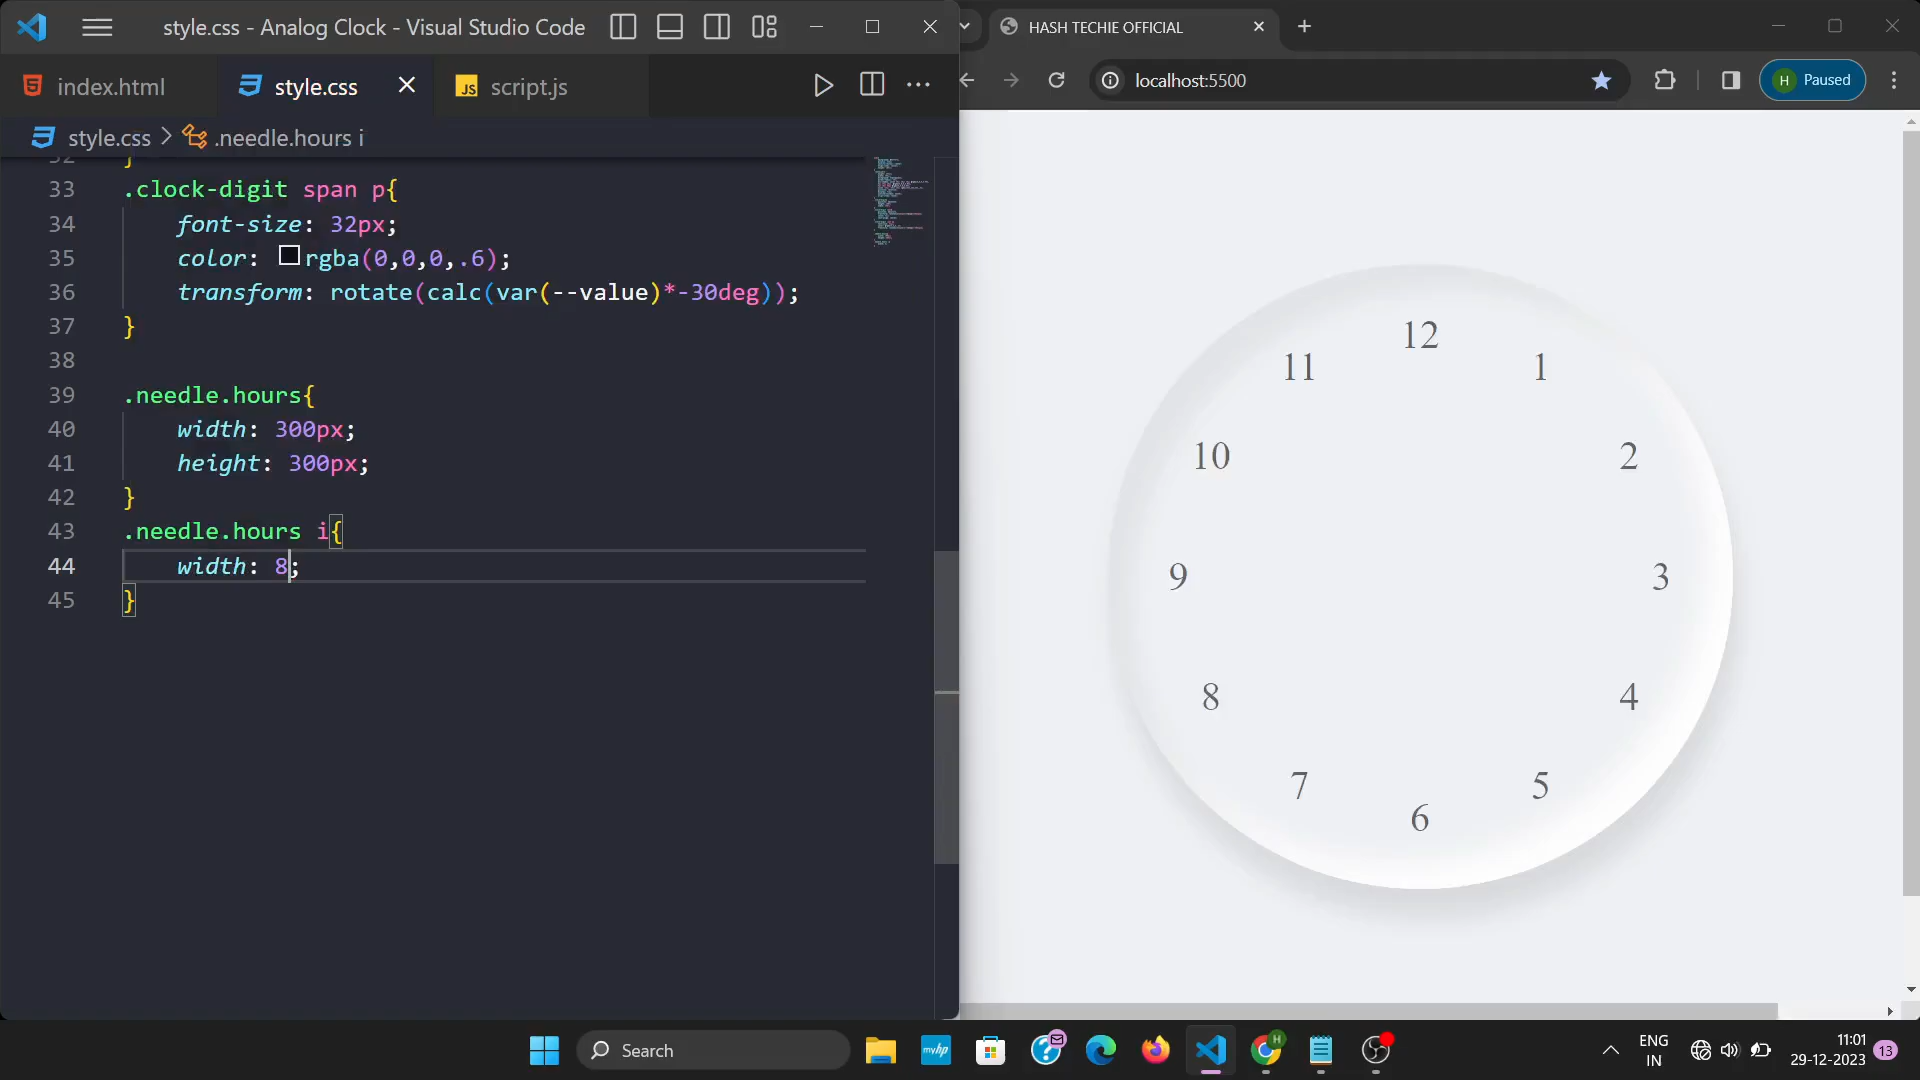 style.css - Analog Clock - Visual Studio Code
index.html
style.css
JS script.js
style.css > .needle.hours i
32 }
33 .clock-digit span p{
34 font-size: 32px;
35 color: rgba(0,0,0,.6);
36 transform: rotate(calc(var(--value)*-30deg));
37 }
38
39 .needle.hours{
40 width: 300px;
41 height: 300px;
42 }
43 .needle.hours i{
44 width: 8;
45 }
HASH TECHIE OFFICIAL
localhost:5500
H Paused
12
11
1
10
2
9
3
8
4
7
5
6
Search
myhp
H
ENG
IN
11:01
29-12-2023
13